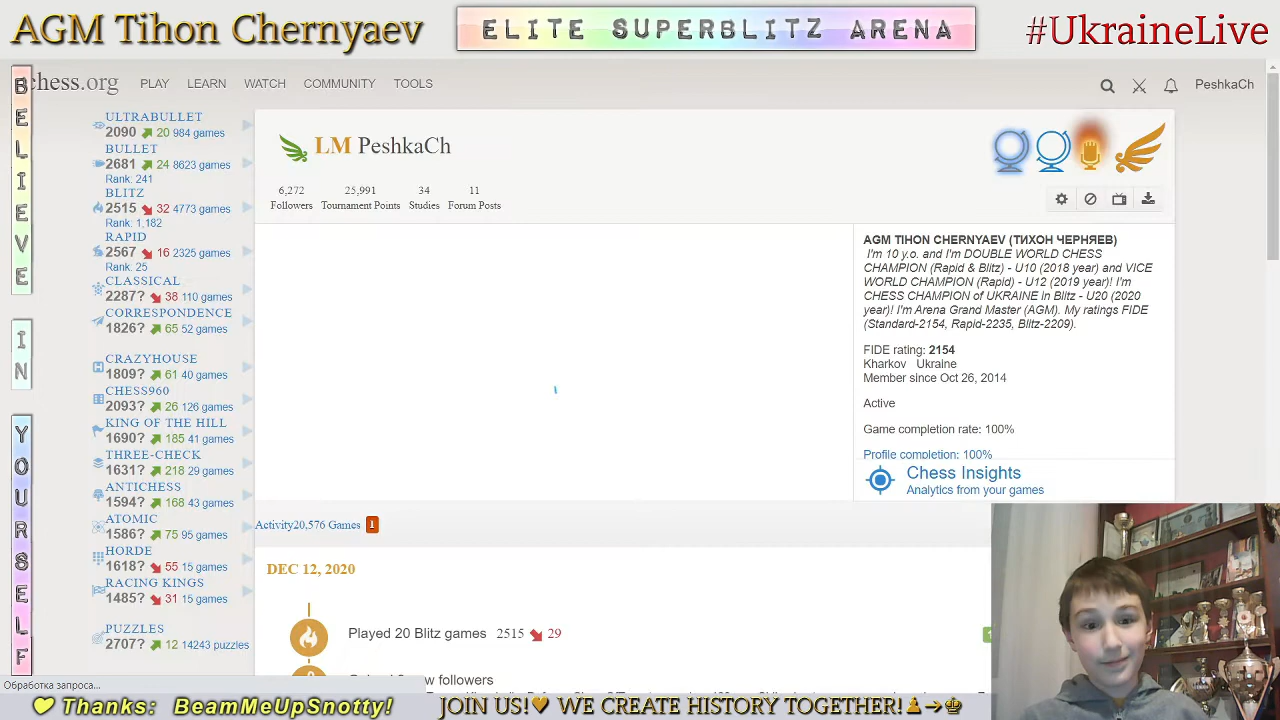 AGM Tihon Chernyaev
ELITE SUPERBLITZ ARENA
#UkraineLive
BELIEVE
IN
YOURSELF
chess.org
PLAY
LEARN
WATCH
COMMUNITY
TOOLS
PeshkaCh
ULTRABULLET
2090 20 984 games
BULLET
2681 24 8623 games
Rank: 241
BLITZ
2515 32 4773 games
Rank: 1,182
RAPID
2567 16 2325 games
Rank: 25
CLASSICAL
2287? 38 110 games
CORRESPONDENCE
1826? 65 52 games
CRAZYHOUSE
1809? 61 40 games
CHESS960
2093? 26 126 games
KING OF THE HILL
1690? 185 41 games
THREE-CHECK
1631? 218 29 games
ANTICHESS
1594? 168 43 games
ATOMIC
1586? 75 95 games
HORDE
1618? 55 15 games
RACING KINGS
1485? 31 15 games
PUZZLES
2707? 12 14243 puzzles
LM PeshkaCh
6,272 25,991 34 11
Followers Tournament Points Studies Forum Posts
AGM TIHON CHERNYAEV (ТИХОН ЧЕРНЯЕВ)
I'm 10 y.o. and I'm DOUBLE WORLD CHESS
CHAMPION (Rapid & Blitz) - U10 (2018 year) and VICE
WORLD CHAMPION (Rapid) - U12 (2019 year)! I'm
CHESS CHAMPION of UKRAINE in Blitz - U20 (2020
year)! I'm Arena Grand Master (AGM). My ratings FIDE
(Standard-2154, Rapid-2235, Blitz-2209).
FIDE rating: 2154
Kharkov Ukraine
Member since Oct 26, 2014
Active
Game completion rate: 100%
Profile completion: 100%
Chess Insights
Analytics from your games
Activity20,576 Games 1
DEC 12, 2020
Played 20 Blitz games 2515 29
followers
Обработка запроса...
Thanks: BeamMeUpSnotty!
JOIN US! WE CREATE HISTORY TOGETHER!